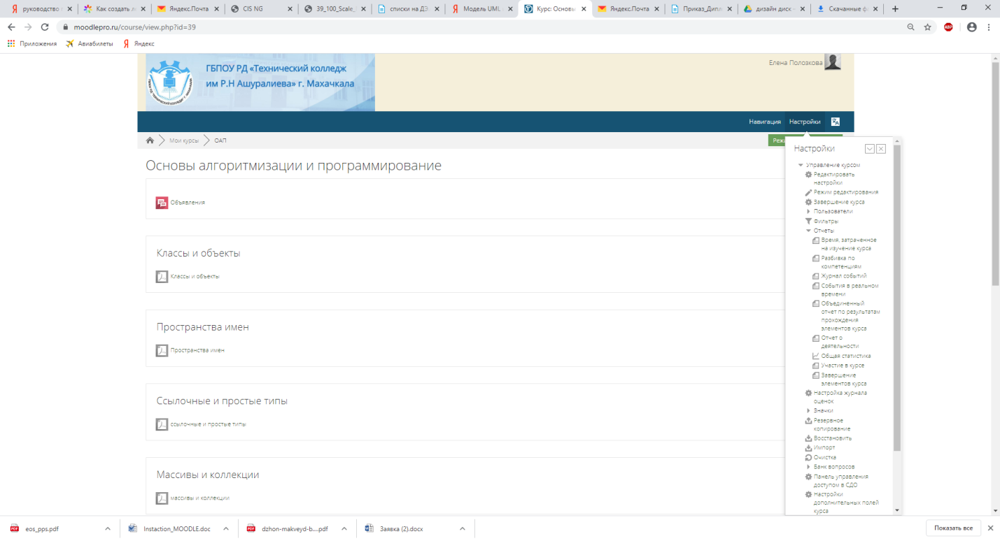 руководство
Как создать
Яндекс.Почта
CIS NG
39_100_Scale_
списки на ДЭ
Модель UML
Курс: Основы
Яндекс.Почта
Приказ_Дипл
дизайн диск -
Скачанные ф
moodlepro.ru/course/view.php?id=39
ABP
Приложения
Авиабилеты
Яндекс
ГБПОУ РД «Технический колледж
им Р.Н Ашуралиева» г. Махачкала
Елена Полозкова
Навигация Настройки
Мои курсы
ОАП
Основы алгоритмизации и программирование
Объявления
Классы и объекты
Классы и объекты
Пространства имен
Пространства имен
Ссылочные и простые типы
ссылочные и простые типы
Массивы и коллекции
массивы и коллекции
Настройки
Управление курсом
Редактировать
настройки
Режим редактирования
Завершение курса
Пользователи
Фильтры
Отчеты
Время, затраченное
на изучение курса
Разбивка по
компетенциям
Журнал событий
События в реальном
времени
Объединенный
отчет по результатам
прохождения
элементов курса
Отчет о
деятельности
Общая статистика
Участие в курсе
Завершение
элементов курса
Настройка журнала
оценок
Значки
Резервное
копирование
Восстановить
Импорт
Очистка
Банк вопросов
Панель управления
доступом в СДО
Настройки
дополнительных полей
курса
eos_pps.pdf
Instaction_MOODLE.doc
dzhon-makveyd-b....pdf
Заявка (2).docx
Показать все